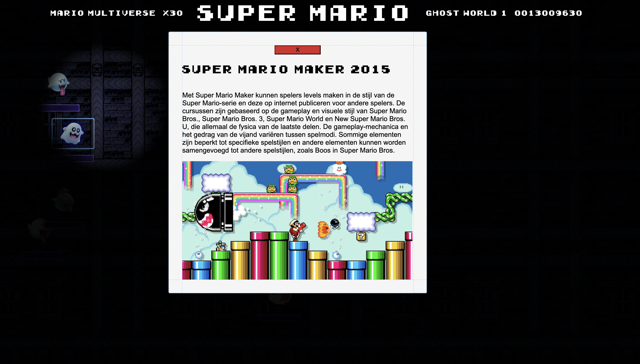 MARIO MULTIVERSE X30
SUPER MARIO
GHOST WORLD 1 0013009630
X
SUPER MARIO MAKER 2015
Met Super Mario Maker kunnen spelers levels maken in de stijl van de
Super Mario-serie en deze op internet publiceren voor andere spelers. De
cursussen zijn gebaseerd op de gameplay en visuele stijl van Super Mario
Bros., Super Mario Bros. 3, Super Mario World en New Super Mario Bros.
U, die allemaal de fysica van de laatste delen. De gameplay-mechanica en
het gedrag van de vijand variëren tussen spelmodi. Sommige elementen
zijn beperkt tot specifieke spelstijlen en andere elementen kunnen worden
samengevoegd tot andere spelstijlen, zoals Boos in Super Mario Bros.